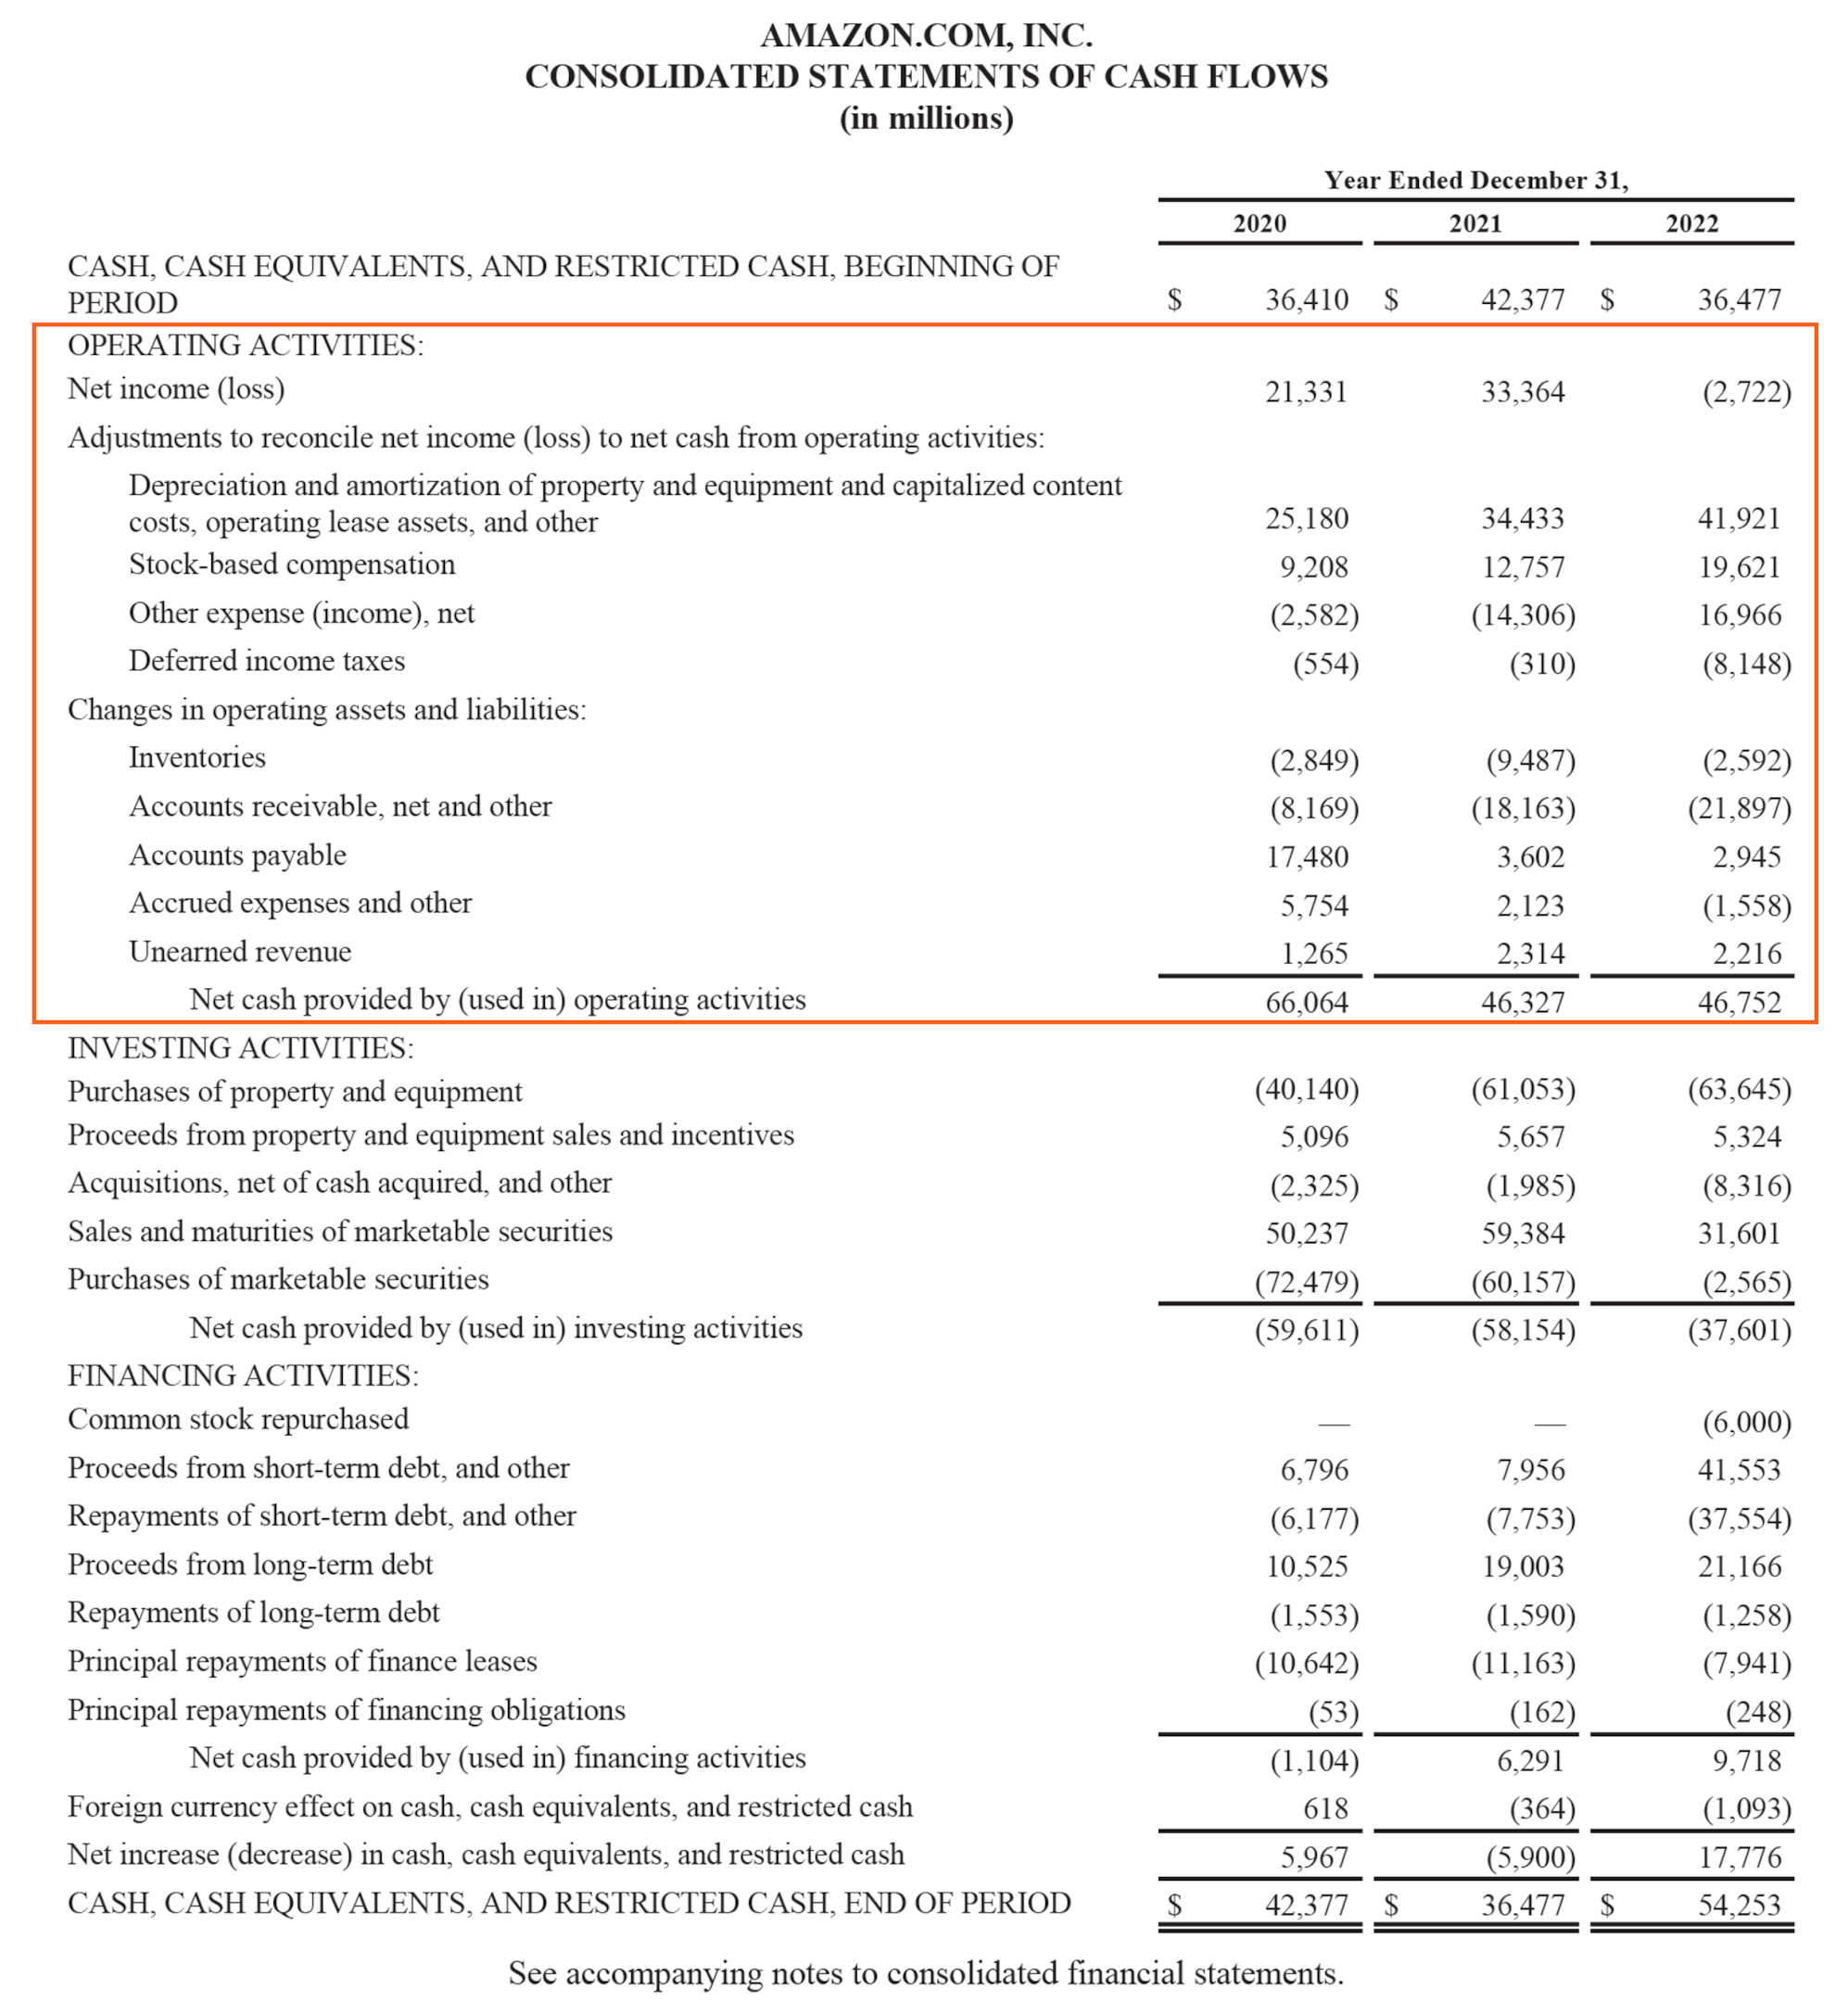 AMAZON.COM, INC.
CONSOLIDATED STATEMENTS OF CASH FLOWS
(in millions)
Year Ended December 31,
2020 2021 2022
CASH, CASH EQUIVALENTS, AND RESTRICTED CASH, BEGINNING OF
PERIOD $ 36,410 $ 42,377 $ 36,477
OPERATING ACTIVITIES:
Net income (loss) 21,331 33,364 (2,722)
Adjustments to reconcile net income (loss) to net cash from operating activities:
Depreciation and amortization of property and equipment and capitalized content
costs, operating lease assets, and other 25,180 34,433 41,921
Stock-based compensation 9,208 12,757 19,621
Other expense (income), net (2,582) (14,306) 16,966
Deferred income taxes (554) (310) (8,148)
Changes in operating assets and liabilities:
Inventories (2,849) (9,487) (2,592)
Accounts receivable, net and other (8,169) (18,163) (21,897)
Accounts payable 17,480 3,602 2,945
Accrued expenses and other 5,754 2,123 (1,558)
Unearned revenue 1,265 2,314 2,216
Net cash provided by (used in) operating activities 66,064 46,327 46,752
INVESTING ACTIVITIES:
Purchases of property and equipment (40,140) (61,053) (63,645)
Proceeds from property and equipment sales and incentives 5,096 5,657 5,324
Acquisitions, net of cash acquired, and other (2,325) (1,985) (8,316)
Sales and maturities of marketable securities 50,237 59,384 31,601
Purchases of marketable securities (72,479) (60,157) (2,565)
Net cash provided by (used in) investing activities (59,611) (58,154) (37,601)
FINANCING ACTIVITIES:
Common stock repurchased — — (6,000)
Proceeds from short-term debt, and other 6,796 7,956 41,553
Repayments of short-term debt, and other (6,177) (7,753) (37,554)
Proceeds from long-term debt 10,525 19,003 21,166
Repayments of long-term debt (1,553) (1,590) (1,258)
Principal repayments of finance leases (10,642) (11,163) (7,941)
Principal repayments of financing obligations (53) (162) (248)
Net cash provided by (used in) financing activities (1,104) 6,291 9,718
Foreign currency effect on cash, cash equivalents, and restricted cash 618 (364) (1,093)
Net increase (decrease) in cash, cash equivalents, and restricted cash 5,967 (5,900) 17,776
CASH, CASH EQUIVALENTS, AND RESTRICTED CASH, END OF PERIOD $ 42,377 $ 36,477 $ 54,253
See accompanying notes to consolidated financial statements.